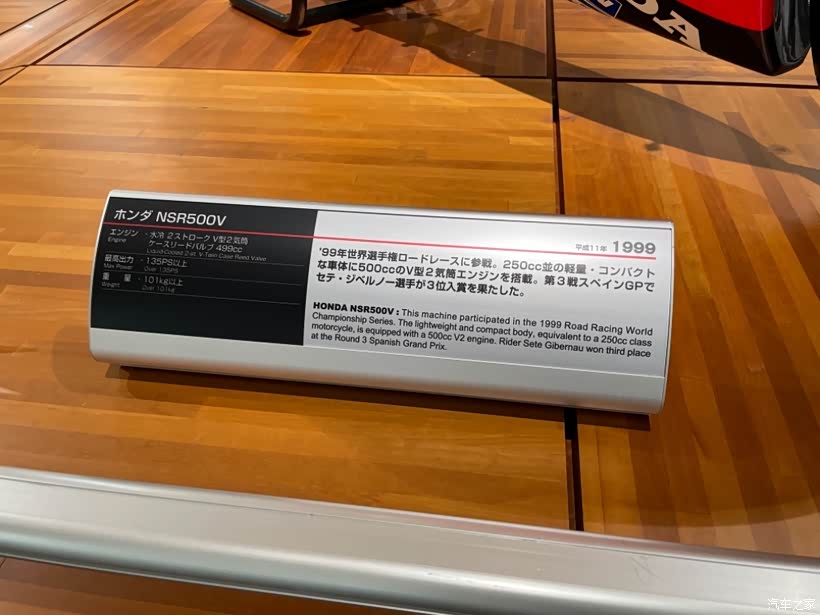 DA
ホンダ NSR500V
エンジン ・水冷 2ストローク V型2気筒
Engine ケースリードバルブ 499cc
Liquid-Cooled 2-st. V-Twin Case Reed Valve
最高出力 ・135PS以上
Max Power Over 135PS
重 量 ・101kg以上
Weight Over 101kg
平成11年 1999
'99年世界選手権ロードレースに参戦。250cc並の軽量・コンパクト
な車体に500ccのV型2気筒エンジンを搭載。第3戦スペインGPで
セテ・ジベルノー選手が3位入賞を果たした。
HONDA NSR500V : This machine participated in the 1999 Road Racing World
Championship Series. The lightweight and compact body, equivalent to a 250cc class
motorcycle, is equipped with a 500cc V2 engine. Rider Sete Gibernau won third place
at the Round 3 Spanish Grand Prix.
汽车之家